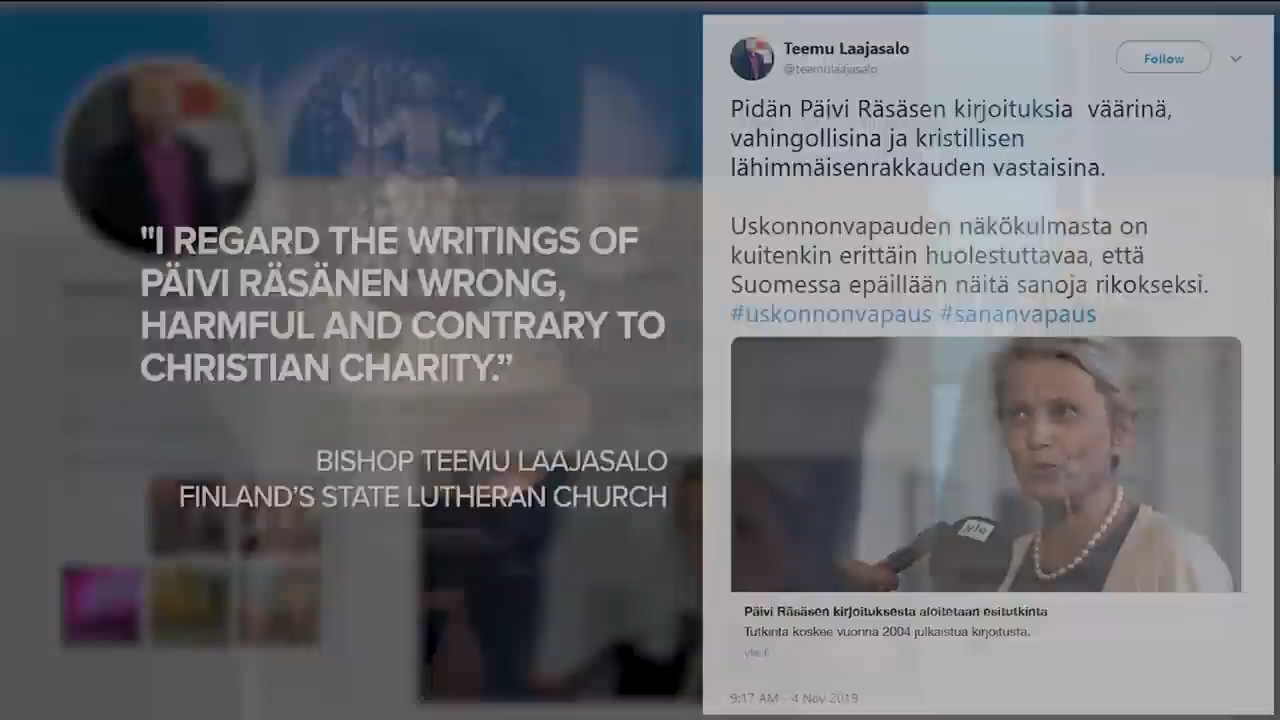 "I REGARD THE WRITINGS OF
PÄIVI RÄSÄNEN WRONG,
HARMFUL AND CONTRARY TO
CHRISTIAN CHARITY.”
BISHOP TEEMU LAAJASALO
FINLAND’S STATE LUTHERAN CHURCH
Teemu Laajasalo
@teemulaajasalo
Follow
Pidän Päivi Räsäsen kirjoituksia väärinä,
vahingollisina ja kristillisen
lähimmäisenrakkauden vastaisina.
Uskonnonvapauden näkökulmasta on
kuitenkin erittäin huolestuttavaa, että
Suomessa epäillään näitä sanoja rikokseksi.
#uskonnonvapaus #sananvapaus
yle
Päivi Räsäsen kirjoituksesta aloitetaan esitutkinta
Tutkinta koskee vuonna 2004 julkaistua kirjoitusta.
yle.fi
9:17 AM - 4 Nov 2019